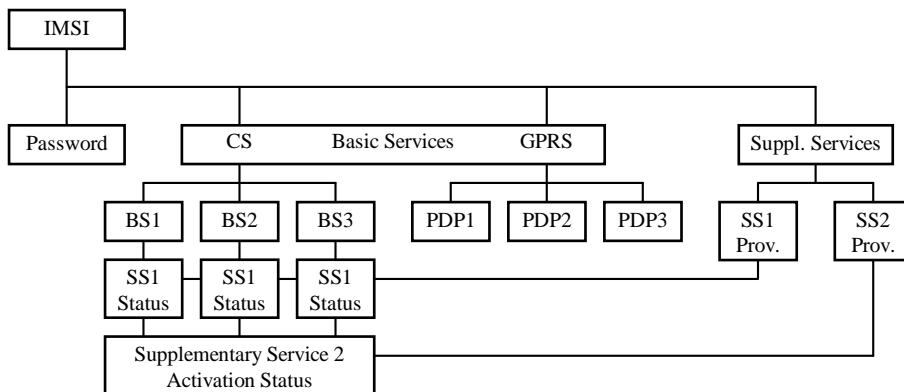 IMSI
Password
CS Basic Services GPRS
Suppl. Services
BS1
BS2
BS3
PDP1
PDP2
PDP3
SS1
Prov.
SS2
Prov.
SS1
Status
SS1
Status
SS1
Status
Supplementary Service 2
Activation Status